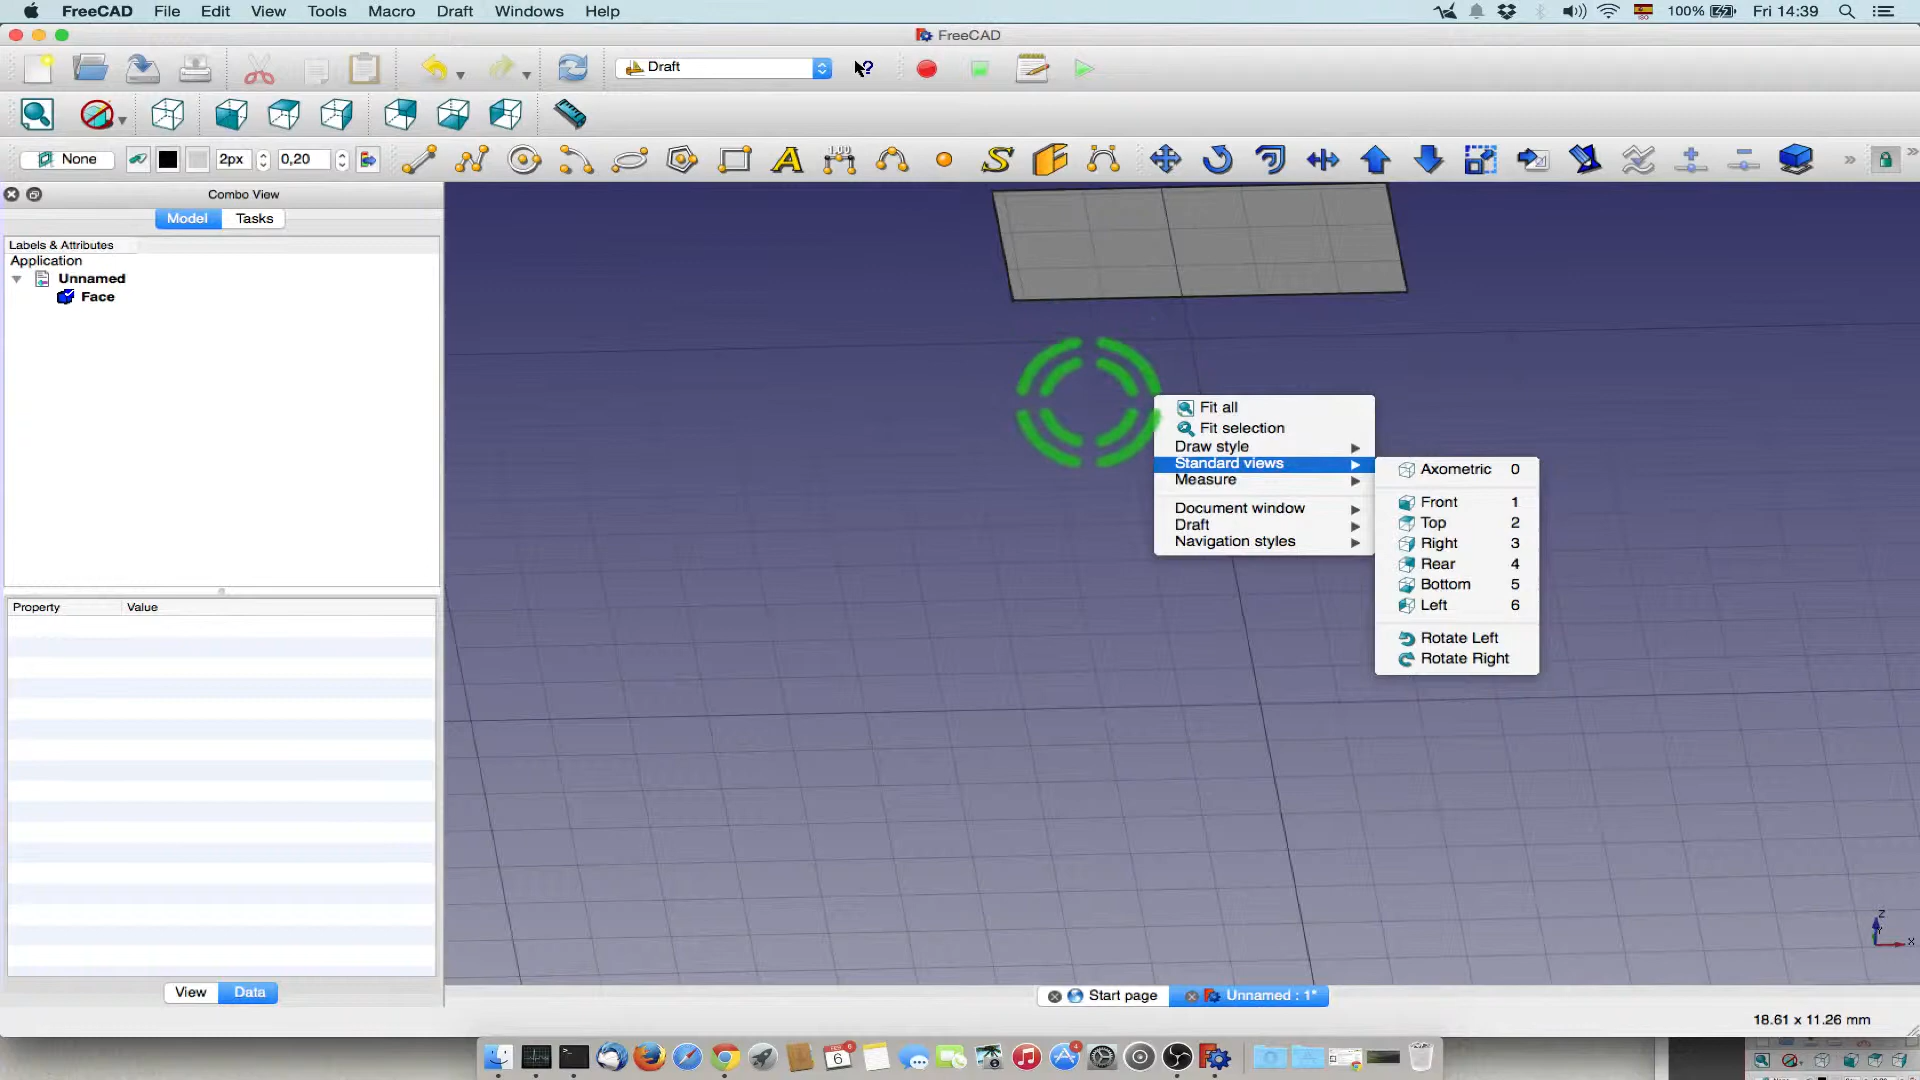 FreeCAD File Edit View Tools Macro Draft Windows Help 100% Fri 14:39
FreeCAD
Draft
None 2px 0,20
Combo View
Model Tasks
Labels & Attributes
Application
Unnamed
Face
Fit all
Fit selection
Draw style
Standard views
Measure
Document window
Draft
Navigation styles
Axometric 0
Front 1
Top 2
Right 3
Rear 4
Bottom 5
Left 6
Rotate Left
Rotate Right
Property Value
View Data
Z
X
Start page Unnamed : 1*
18.61 x 11.26 mm